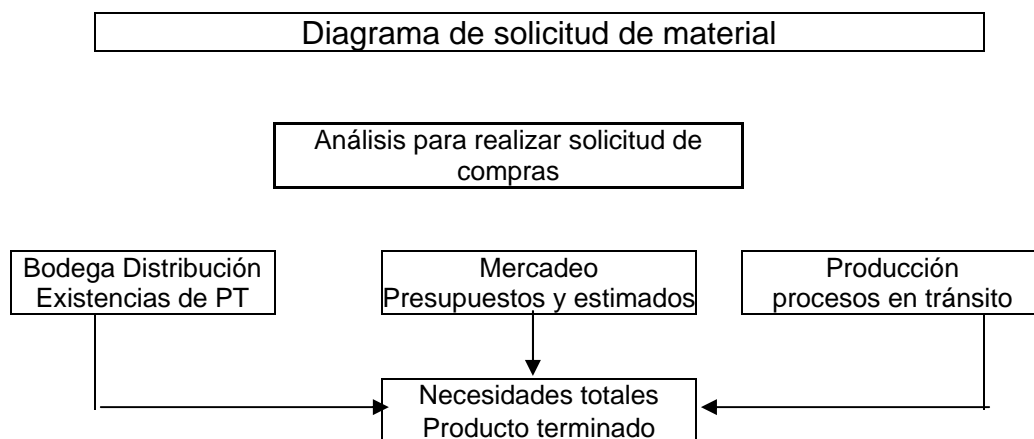 Diagrama de solicitud de material
Análisis para realizar solicitud de
compras
Bodega Distribución
Existencias de PT
Mercadeo
Presupuestos y estimados
Producción
procesos en tránsito
Necesidades totales
Producto terminado